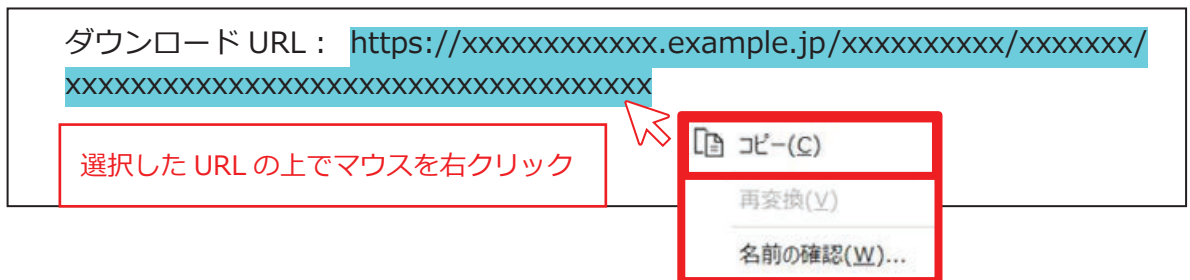 ダウンロード URL： https://xxxxxxxxxxxx.example.jp/xxxxxxxxxx/xxxxxxx/
xxxxxxxxxxxxxxxxxxxxxxxxxxxxxxxxxxxxx
選択した URL の上でマウスを右クリック
コピー(C)
再変換(V)
名前の確認(W)...